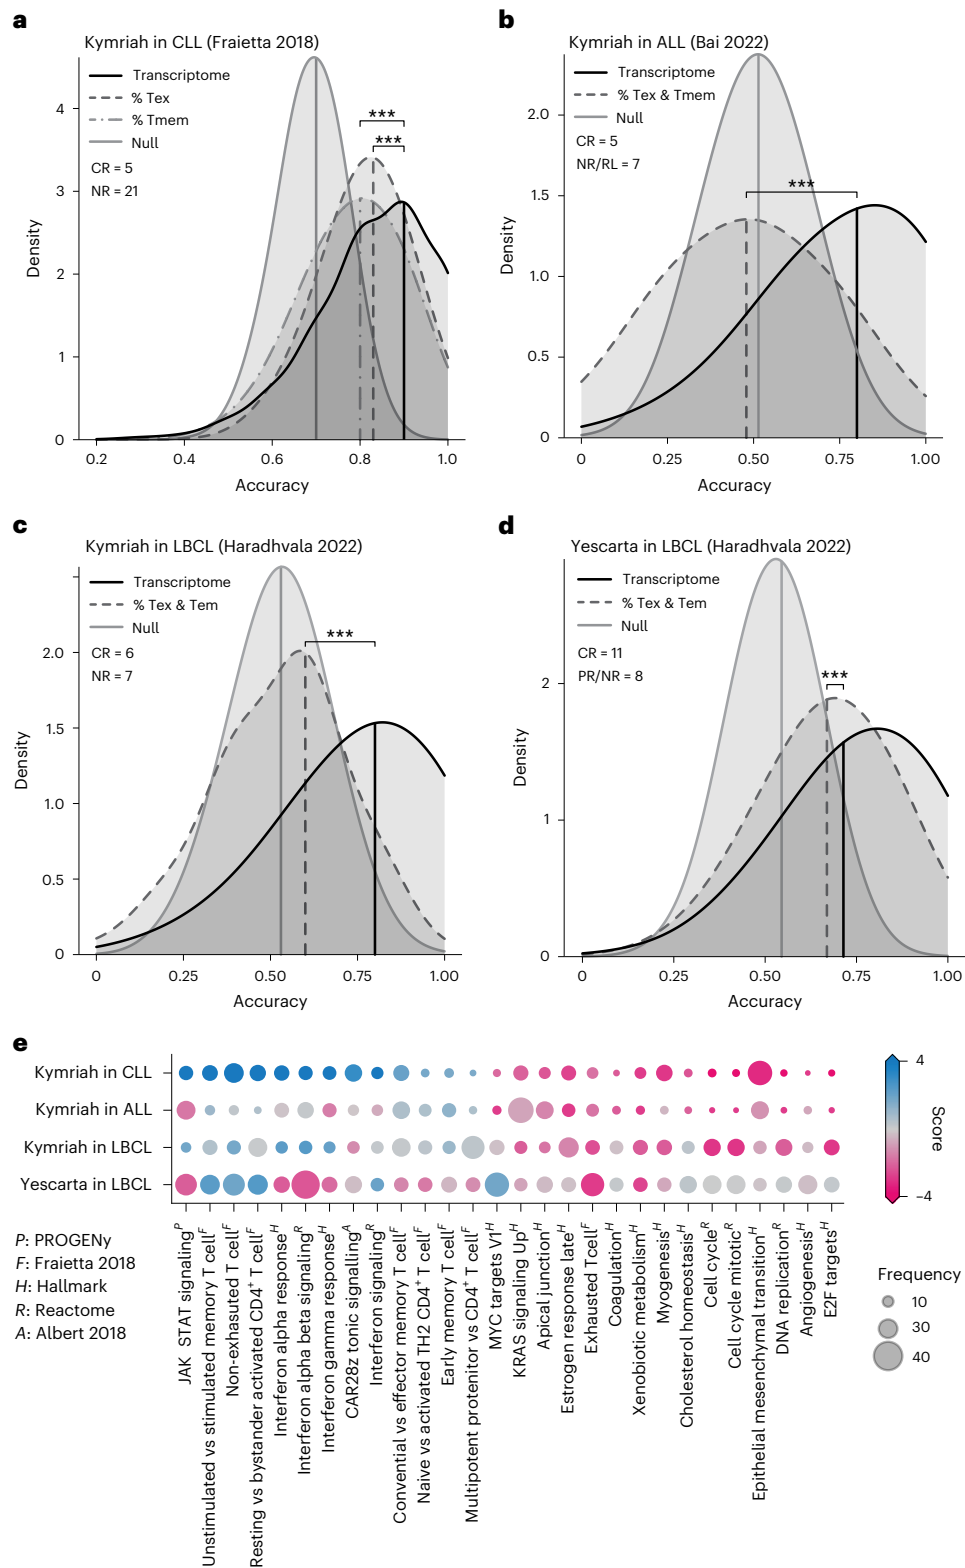 a
Kymriah in CLL (Fraietta 2018)
Transcriptome
% Tex
% Tmem
Null
CR = 5
NR = 21
***
***
4
3
2
1
0
Density
0.2
0.4
0.6
0.8
1.0
Accuracy
b
Kymriah in ALL (Bai 2022)
Transcriptome
% Tex & Tmem
Null
CR = 5
NR/RL = 7
***
2.0
1.5
1.0
0.5
0
Density
0
0.25
0.50
0.75
1.00
Accuracy
c
Kymriah in LBCL (Haradhvala 2022)
Transcriptome
% Tex & Tem
Null
CR = 6
NR = 7
***
2.0
1.5
1.0
0.5
0
Density
0
0.25
0.50
0.75
1.00
Accuracy
d
Yescarta in LBCL (Haradhvala 2022)
Transcriptome
% Tex & Tem
Null
CR = 11
PR/NR = 8
***
2
1
0
Density
0
0.25
0.50
0.75
1.00
Accuracy
e
Kymriah in CLL
Kymriah in ALL
Kymriah in LBCL
Yescarta in LBCL
4
Score
−4
P: PROGENy
F: Fraietta 2018
H: Hallmark
R: Reactome
A: Albert 2018
JAK STAT signaling^P
Unstimulated vs stimulated memory T cell^F
Non-exhausted T cell^F
Resting vs bystander activated CD4⁺ T cell^F
Interferon alpha response^H
Interferon alpha beta signaling^R
Interferon gamma response^H
CAR28z tonic signalling^A
Interferon signaling^R
Convential vs effector memory T cell^F
Naive vs activated TH2 CD4⁺ T cell^F
Early memory T cell^F
Multipotent protenitor vs CD4⁺ T cell^F
MYC targets V1^H
KRAS signaling Up^H
Apical junction^H
Estrogen response late^H
Exhausted T cell^F
Coagulation^H
Xenobiotic metabolism^H
Myogenesis^H
Cholesterol homeostasis^H
Cell cycle^R
Cell cycle mitotic^R
Epithelial mesenchymal transition^H
DNA replication^R
Angiogenesis^H
E2F targets^H
Frequency
10
30
40